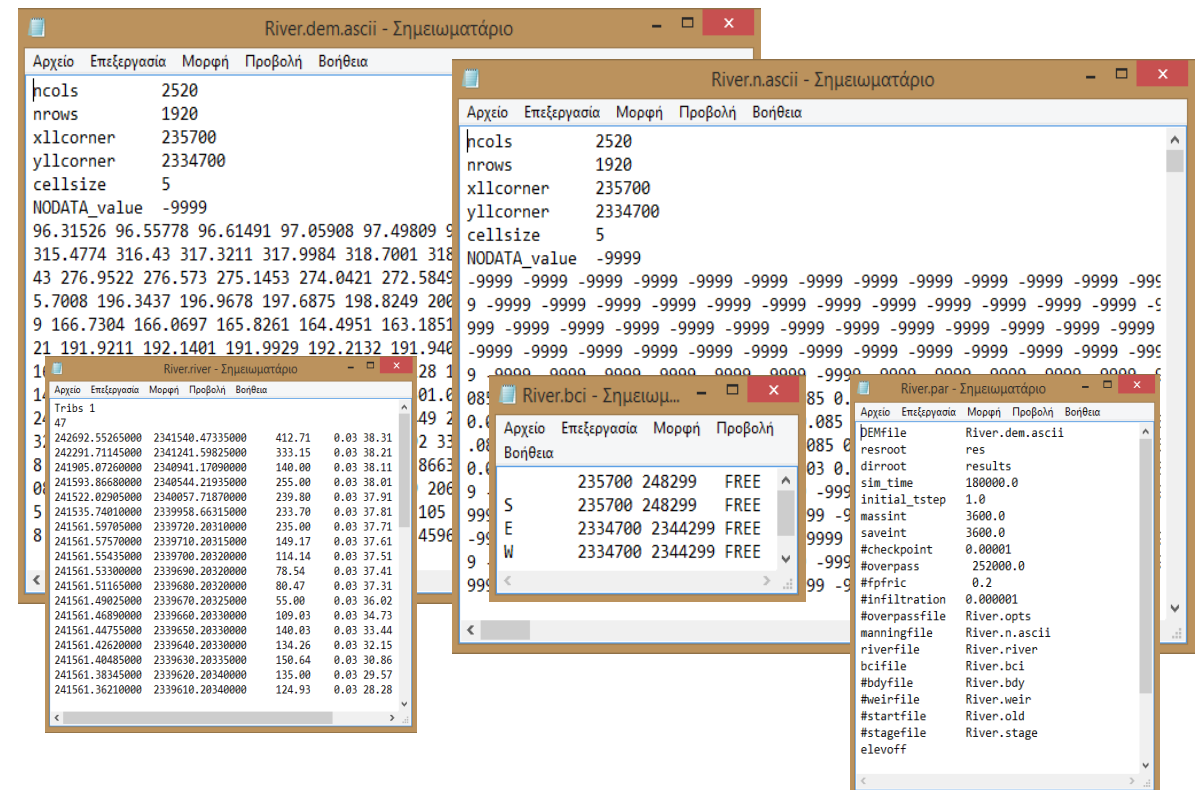 River.dem.ascii - Σημειωματάριο
Αρχείο Επεξεργασία Μορφή Προβολή Βοήθεια
ncols 2520
nrows 1920
xllcorner 235700
yllcorner 2334700
cellsize 5
NODATA_value -9999
96.31526 96.55778 96.61491 97.05908 97.49809 9
315.4774 316.43 317.3211 317.9984 318.7001 318
43 276.9522 276.573 275.1453 274.0421 272.5849
5.7008 196.3437 196.9678 197.6875 198.8249 200
9 166.7304 166.0697 165.8261 164.4951 163.1851
21 191.9211 192.1401 191.9929 192.2132 191.940
River.n.ascii - Σημειωματάριο
Αρχείο Επεξεργασία Μορφή Προβολή Βοήθεια
ncols 2520
nrows 1920
xllcorner 235700
yllcorner 2334700
cellsize 5
NODATA_value -9999
-9999 -9999 -9999 -9999 -9999 -9999 -9999 -9999 -9999 -9999 -9999 -999
9 -9999 -9999 -9999 -9999 -9999 -9999 -9999 -9999 -9999 -9999 -9999 -9
999 -9999 -9999 -9999 -9999 -9999 -9999 -9999 -9999 -9999 -9999 -9999
-9999 -9999 -9999 -9999 -9999 -9999 -9999 -9999 -9999 -9999 -9999 -999
River.river - Σημειωματάριο
Αρχείο Επεξεργασία Μορφή Προβολή Βοήθεια
Tribs 1
47
242692.55265000 2341540.47335000 412.71 0.03 38.31
242291.71145000 2341241.59825000 333.15 0.03 38.21
241905.07260000 2340941.17090000 140.00 0.03 38.11
241593.86680000 2340544.21935000 255.00 0.03 38.01
241522.02905000 2340057.71870000 239.80 0.03 37.91
241535.74010000 2339958.66315000 233.70 0.03 37.81
241561.59705000 2339720.20310000 235.00 0.03 37.71
241561.57570000 2339710.20315000 149.17 0.03 37.61
241561.55435000 2339700.20320000 114.14 0.03 37.51
241561.53300000 2339690.20320000 78.54 0.03 37.41
241561.51165000 2339680.20320000 80.47 0.03 37.31
241561.49025000 2339670.20325000 55.00 0.03 36.02
241561.46890000 2339660.20330000 109.03 0.03 34.73
241561.44755000 2339650.20330000 140.03 0.03 33.44
241561.42620000 2339640.20330000 134.26 0.03 32.15
241561.40485000 2339630.20335000 150.64 0.03 30.86
241561.38345000 2339620.20340000 135.00 0.03 29.57
241561.36210000 2339610.20340000 124.93 0.03 28.28
River.bci - Σημειωμ...
Αρχείο Επεξεργασία Μορφή Προβολή
Βοήθεια
235700 248299 FREE
S 235700 248299 FREE
E 2334700 2344299 FREE
W 2334700 2344299 FREE
River.par - Σημειωματάριο
Αρχείο Επεξεργασία Μορφή Προβολή Βοήθεια
DEMfile River.dem.ascii
resroot res
dirroot results
sim_time 180000.0
initial_tstep 1.0
massint 3600.0
saveint 3600.0
#checkpoint 0.00001
#overpass 252000.0
#fpfric 0.2
#infiltration 0.000001
#overpassfile River.opts
manningfile River.n.ascii
riverfile River.river
bcifile River.bci
#bdyfile River.bdy
#weirfile River.weir
#startfile River.old
#stagefile River.stage
elevoff